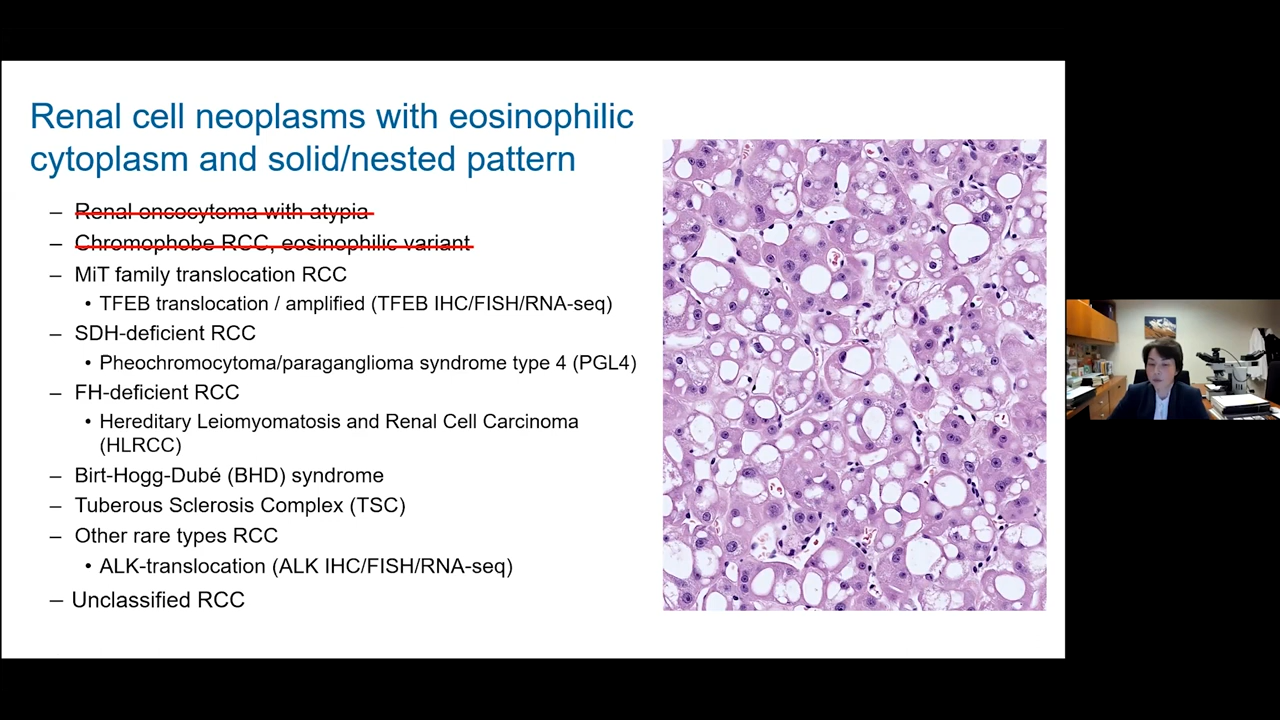 Renal cell neoplasms with eosinophilic
cytoplasm and solid/nested pattern
– Renal oncocytoma with atypia
– Chromophobe RCC, eosinophilic variant
– MiT family translocation RCC
• TFEB translocation / amplified (TFEB IHC/FISH/RNA-seq)
– SDH-deficient RCC
• Pheochromocytoma/paraganglioma syndrome type 4 (PGL4)
– FH-deficient RCC
• Hereditary Leiomyomatosis and Renal Cell Carcinoma
(HLRCC)
– Birt-Hogg-Dubé (BHD) syndrome
– Tuberous Sclerosis Complex (TSC)
– Other rare types RCC
• ALK-translocation (ALK IHC/FISH/RNA-seq)
– Unclassified RCC